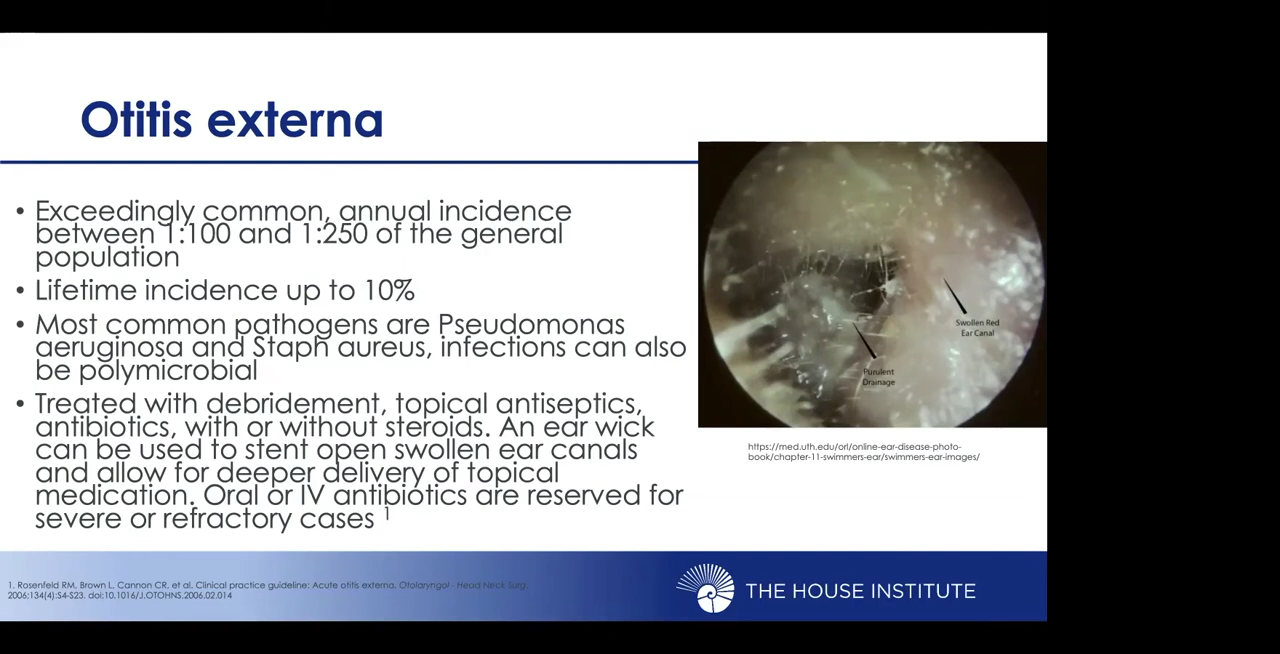 Otitis externa
• Exceedingly common, annual incidence
between 1:100 and 1:250 of the general
population
• Lifetime incidence up to 10%
• Most common pathogens are Pseudomonas
aeruginosa and Staph aureus, infections can also
be polymicrobial
• Treated with debridement, topical antiseptics,
antibiotics, with or without steroids. An ear wick
can be used to stent open swollen ear canals
and allow for deeper delivery of topical
medication. Oral or IV antibiotics are reserved for
severe or refractory cases 1
Swollen Red
Ear Canal
Purulent
Drainage
https://med.uth.edu/orl/online-ear-disease-photo-
book/chapter-11-swimmers-ear/swimmers-ear-images/
1. Rosenfeld RM, Brown L, Cannon CR, et al. Clinical practice guideline: Acute otitis externa. Otolaryngol - Head Neck Surg.
2006;134(4):S4-S23. doi:10.1016/J.OTOHNS.2006.02.014
THE HOUSE INSTITUTE